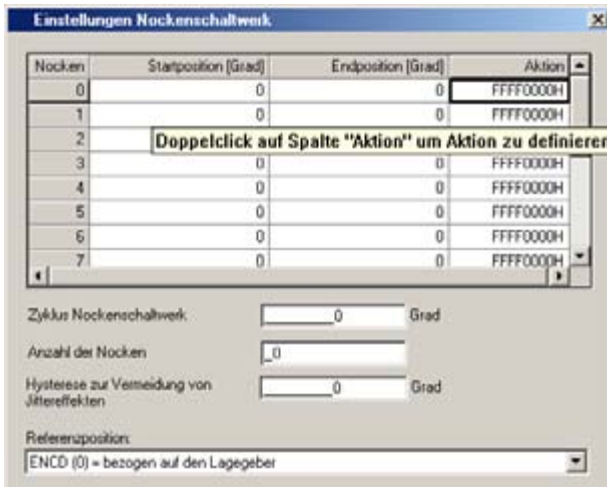 Einstellungen Nockenschaltwerk
Nocken Startposition [Grad] Endposition [Grad] Aktion
0 0 0 FFFF0000H
1 0 0 FFFF0000H
2 Doppelclick auf Spalte "Aktion" um Aktion zu definieren
3 0 0 FFFF0000H
4 0 0 FFFF0000H
5 0 0 FFFF0000H
6 0 0 FFFF0000H
7 0 0 FFFF0000H
Zyklus Nockenschaltwerk ______0 Grad
Anzahl der Nocken _0
Hysterese zur Vermeidung von
Jittereffekten ______0 Grad
Referenzposition:
ENCD (0) = bezogen auf den Lagegeber